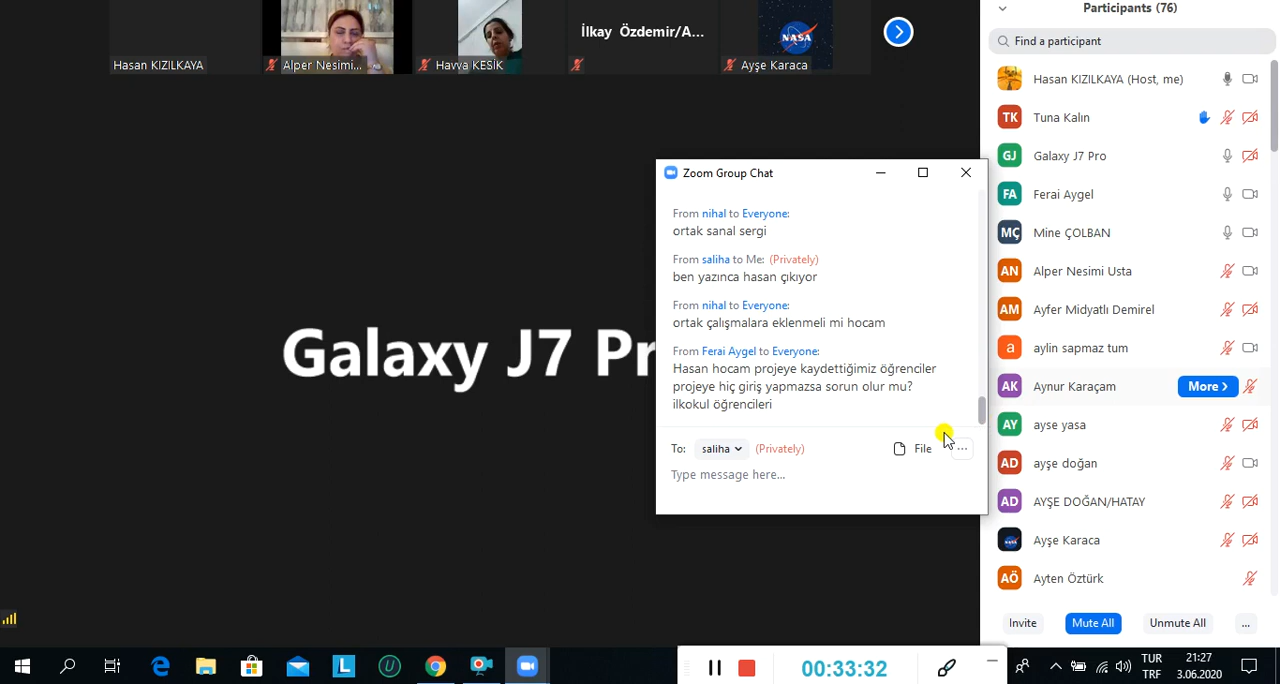 Hasan KIZILKAYA
Alper Nesimi...
Havva KESİK
İlkay Özdemir/A...
NASA
Ayşe Karaca
Galaxy J7 Pr
Zoom Group Chat
From nihal to Everyone:
ortak sanal sergi
From saliha to Me: (Privately)
ben yazınca hasan çıkıyor
From nihal to Everyone:
ortak çalışmalara eklenmeli mi hocam
From Ferai Aygel to Everyone:
Hasan hocam projeye kaydettiğimiz öğrenciler
projeye hiç giriş yapmazsa sorun olur mu?
ilkokul öğrencileri
To: saliha (Privately) File ...
Type message here...
Participants (76)
Find a participant
Hasan KIZILKAYA (Host, me)
TK Tuna Kalın
GJ Galaxy J7 Pro
FA Ferai Aygel
MÇ Mine ÇOLBAN
AN Alper Nesimi Usta
AM Ayfer Midyatlı Demirel
a aylin sapmaz tum
AK Aynur Karaçam More >
AY ayse yasa
AD ayşe doğan
AD AYŞE DOĞAN/HATAY
Ayşe Karaca
AÖ Ayten Öztürk
Invite Mute All Unmute All ...
00:33:32
TUR
TRF
21:27
3.06.2020